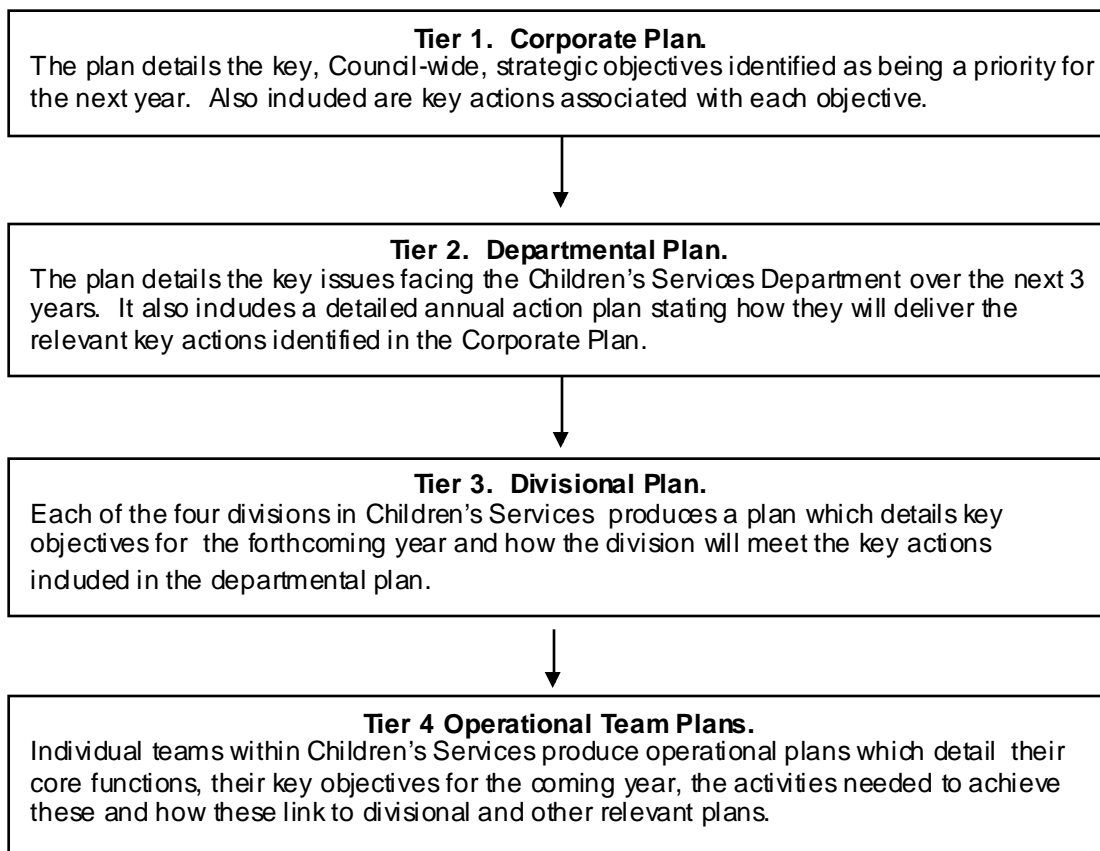 Tier 1. Corporate Plan.
The plan details the key, Council-wide, strategic objectives identified as being a priority for
the next year. Also included are key actions associated with each objective.
Tier 2. Departmental Plan.
The plan details the key issues facing the Children's Services Department over the next 3
years. It also includes a detailed annual action plan stating how they will deliver the
relevant key actions identified in the Corporate Plan.
Tier 3. Divisional Plan.
Each of the four divisions in Children's Services produces a plan which details key
objectives for the forthcoming year and how the division will meet the key actions
included in the departmental plan.
Tier 4 Operational Team Plans.
Individual teams within Children's Services produce operational plans which detail their
core functions, their key objectives for the coming year, the activities needed to achieve
these and how these link to divisional and other relevant plans.